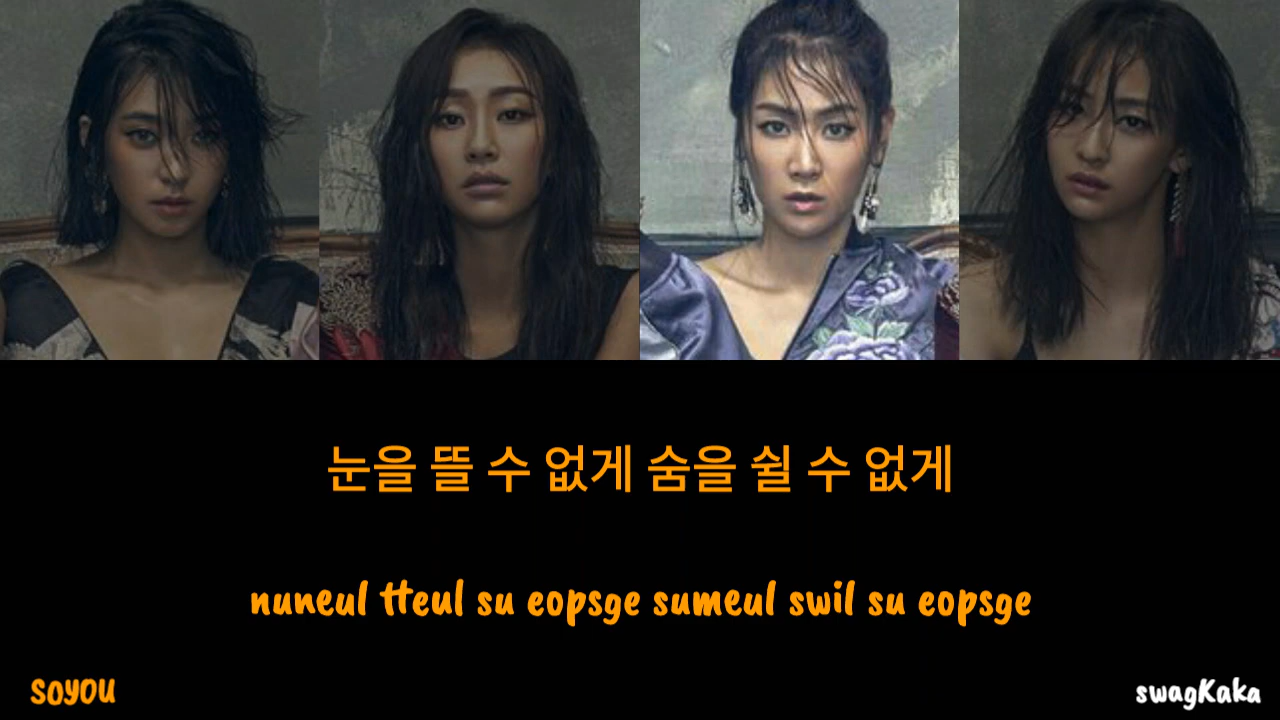 눈을 뜰 수 없게 숨을 쉴 수 없게
nuneul tteul su eopsge sumeul swil su eopsge
SOYOU
swagKaka